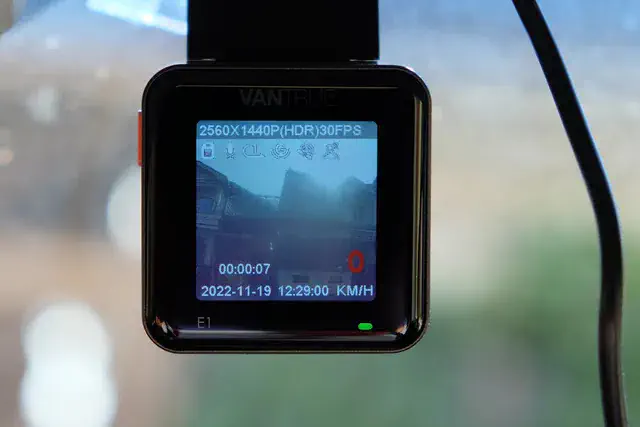 VANTRUE
2560X1440P(HDR)30FPS
00:00:07
0
2022-11-19 12:29:00 KM/H
E1